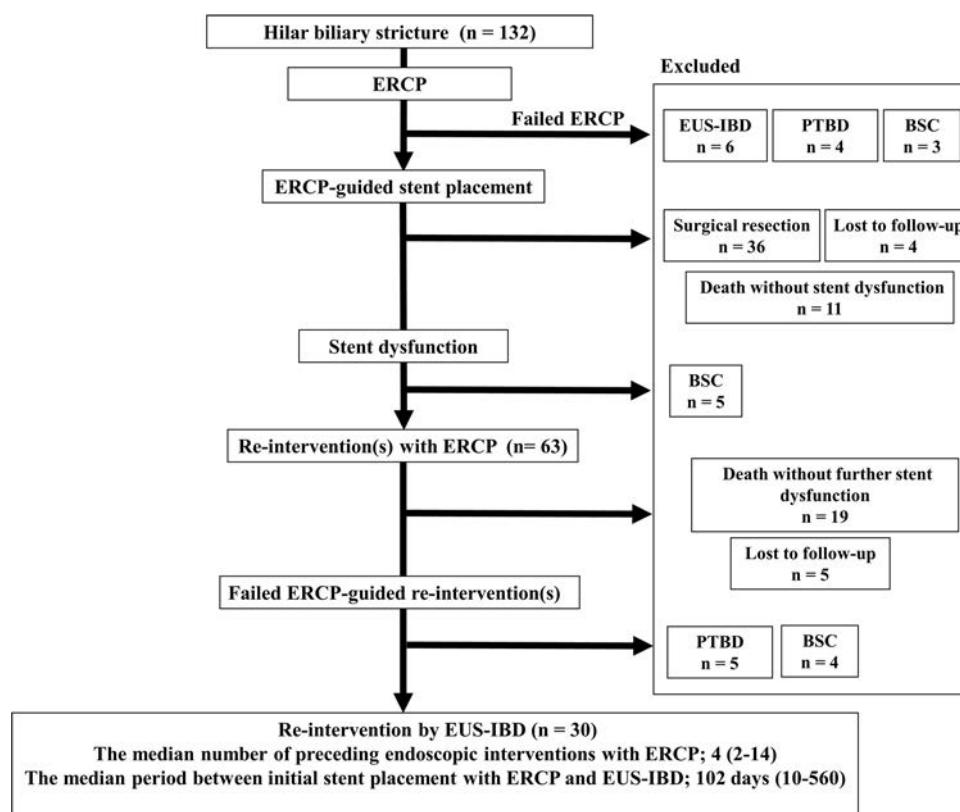 Hilar biliary stricture (n = 132)
ERCP
Excluded
Failed ERCP
EUS-IBD
n = 6
PTBD
n = 4
BSC
n = 3
ERCP-guided stent placement
Surgical resection
n = 36
Lost to follow-up
n = 4
Death without stent dysfunction
n = 11
Stent dysfunction
BSC
n = 5
Re-intervention(s) with ERCP (n= 63)
Death without further stent
dysfunction
n = 19
Lost to follow-up
n = 5
Failed ERCP-guided re-intervention(s)
PTBD
n = 5
BSC
n = 4
Re-intervention by EUS-IBD (n = 30)
The median number of preceding endoscopic interventions with ERCP; 4 (2-14)
The median period between initial stent placement with ERCP and EUS-IBD; 102 days (10-560)